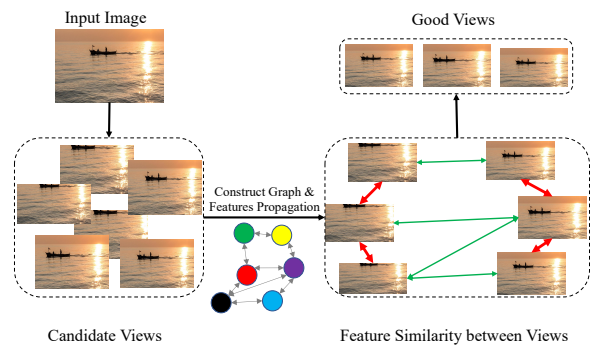 Input Image
Good Views
Construct Graph &
Features Propagation
Candidate Views
Feature Similarity between Views